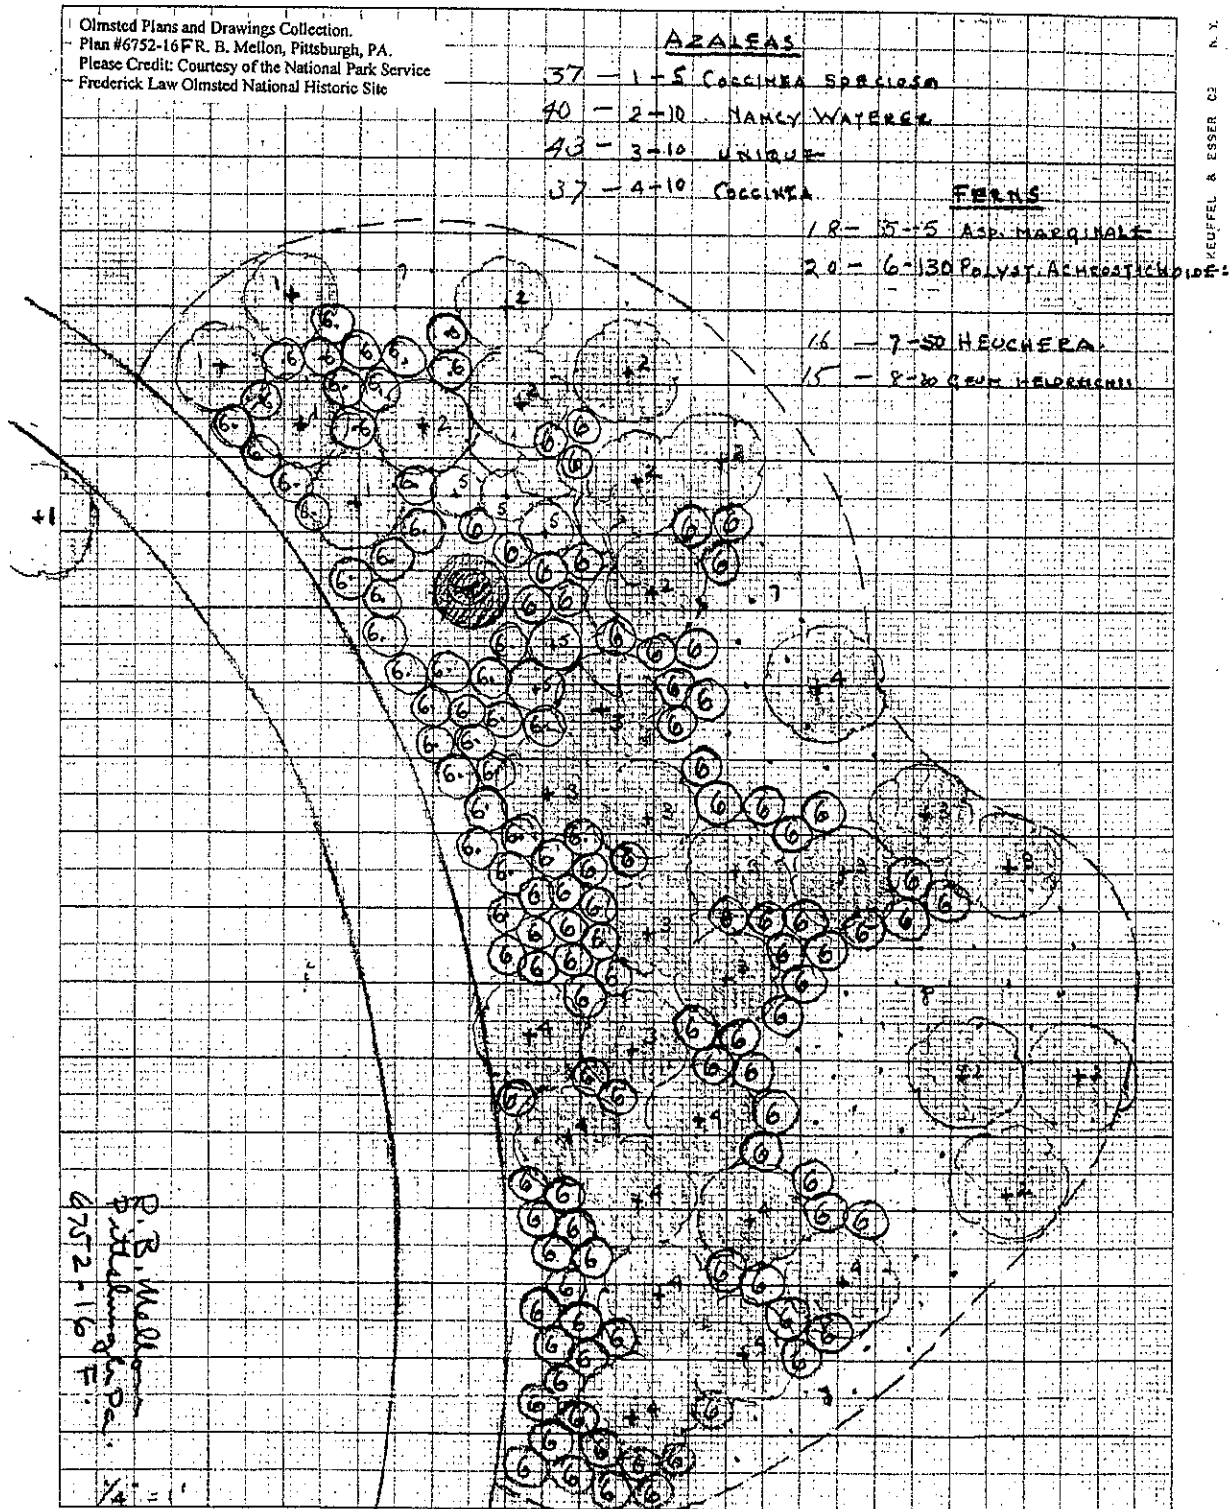 Olmsted Plans and Drawings Collection.
Plan #6752-16F R. B. Mellon, Pittsburgh, PA.
Please Credit: Courtesy of the National Park Service
Frederick Law Olmsted National Historic Site
AZALEAS
37 - 1-5 COCCINEA SPECIOSA
40 - 2-10 NANCY WATERER
43 - 3-10 UNIQUE
37 - 4-10 COCCINEA
FERNS
18 - 5-5 ASP. MARGINALE
20 - 6-130 POLYST. ACHROSTICHOIDES
16 - 7-50 HEUCHERA
15 - 8-20 GEUM HELDREICHII
KEUFFEL & ESSER CO N.Y.
R. B. Mellon
Pittsburgh, Pa.
6752-16 F.
1/4" = 1'